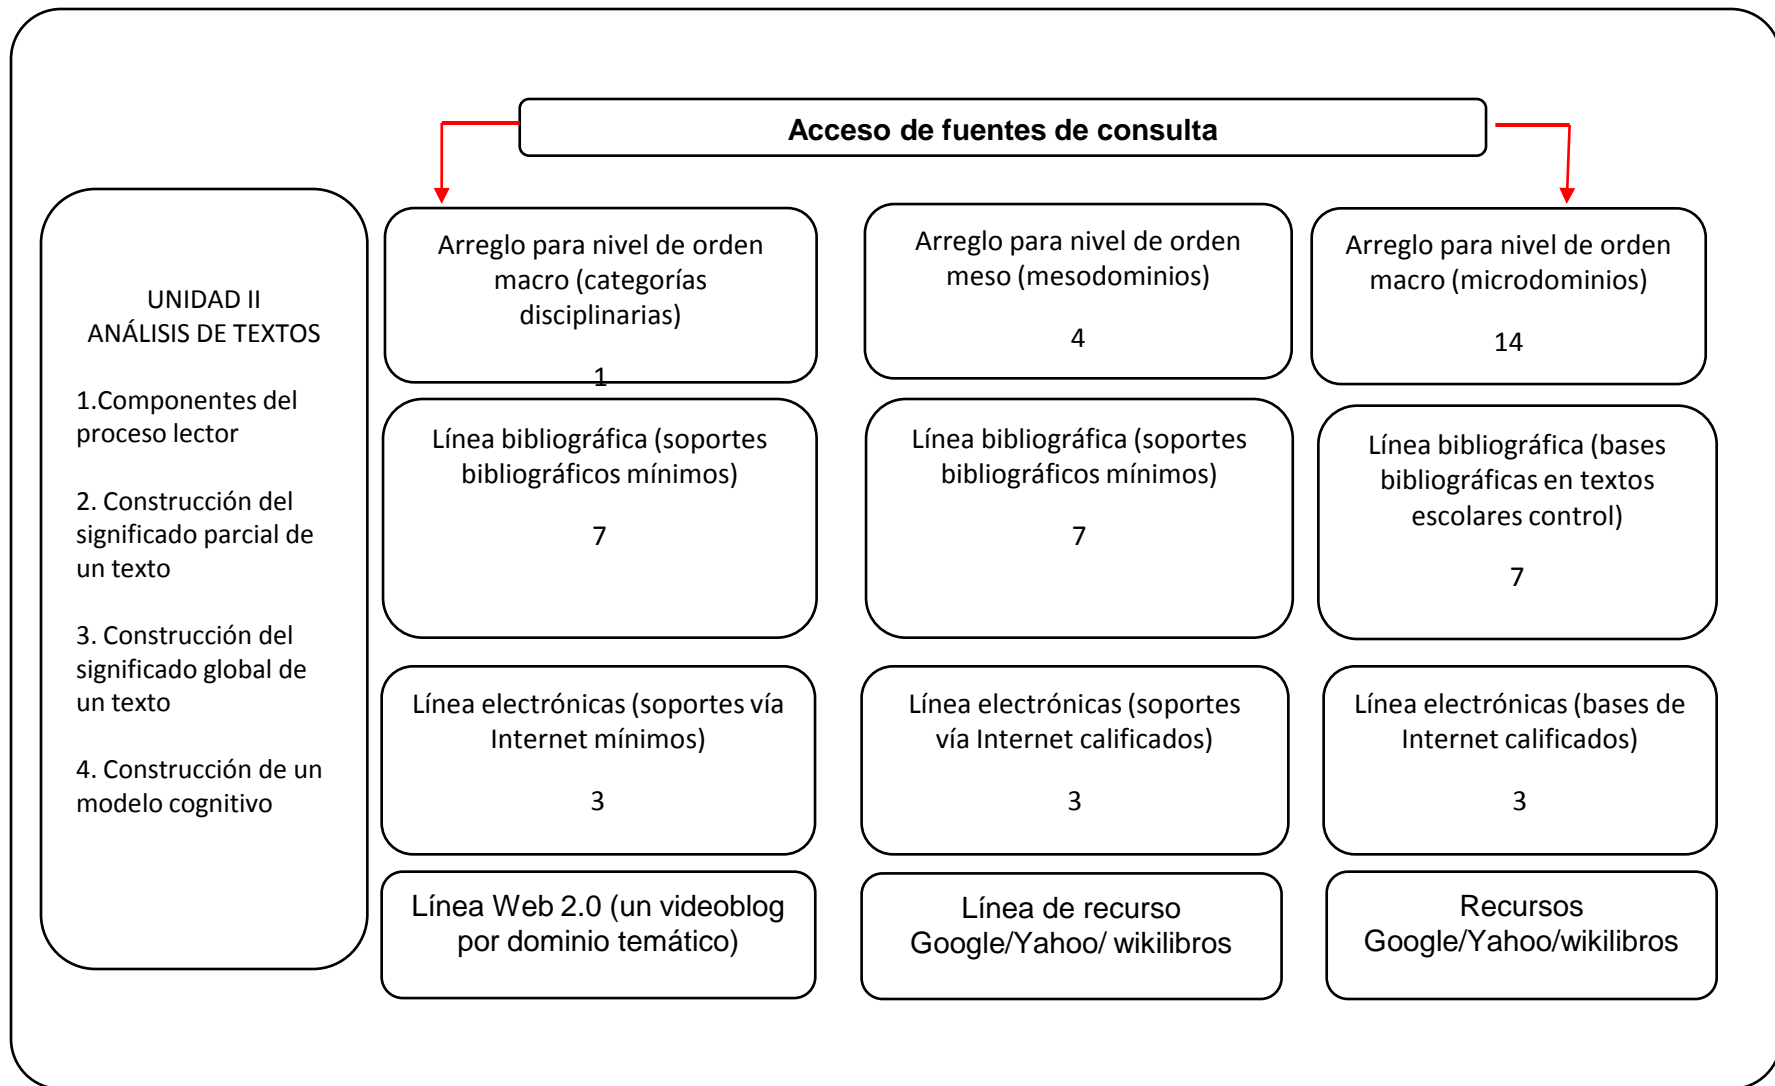 Acceso de fuentes de consulta
UNIDAD II
ANÁLISIS DE TEXTOS
1.Componentes del
proceso lector
2. Construcción del
significado parcial de
un texto
3. Construcción del
significado global de
un texto
4. Construcción de un
modelo cognitivo
Arreglo para nivel de orden
macro (categorías
disciplinarias)
1
Arreglo para nivel de orden
meso (mesodominios)
4
Arreglo para nivel de orden
macro (microdominios)
14
Línea bibliográfica (soportes
bibliográficos mínimos)
7
Línea bibliográfica (soportes
bibliográficos mínimos)
7
Línea bibliográfica (bases
bibliográficas en textos
escolares control)
7
Línea electrónicas (soportes vía
Internet mínimos)
3
Línea electrónicas (soportes
vía Internet calificados)
3
Línea electrónicas (bases de
Internet calificados)
3
Línea Web 2.0 (un videoblog
por dominio temático)
Línea de recurso
Google/Yahoo/ wikilibros
Recursos
Google/Yahoo/wikilibros